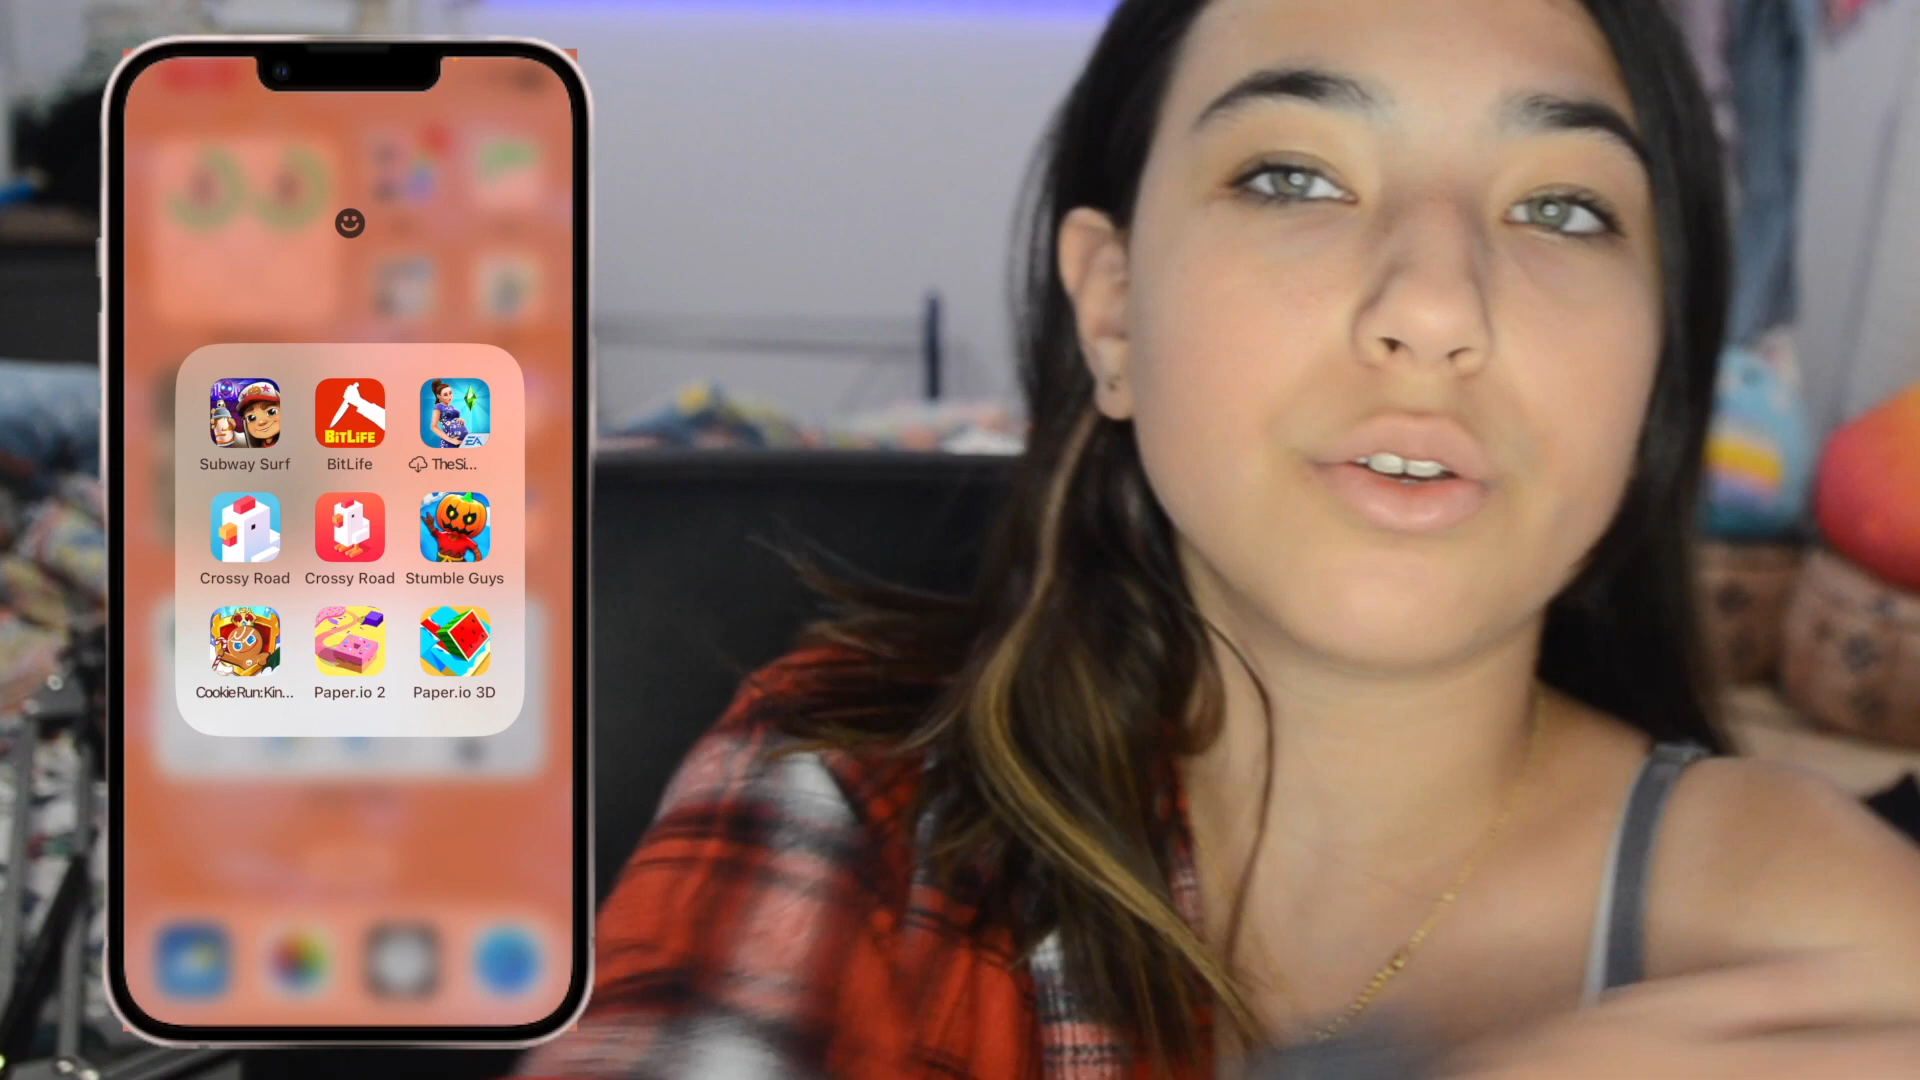 BITLIFE
EA
Subway Surf
BitLife
TheSi...
Crossy Road
Crossy Road
Stumble Guys
CookieRun:Kin...
Paper.io 2
Paper.io 3D